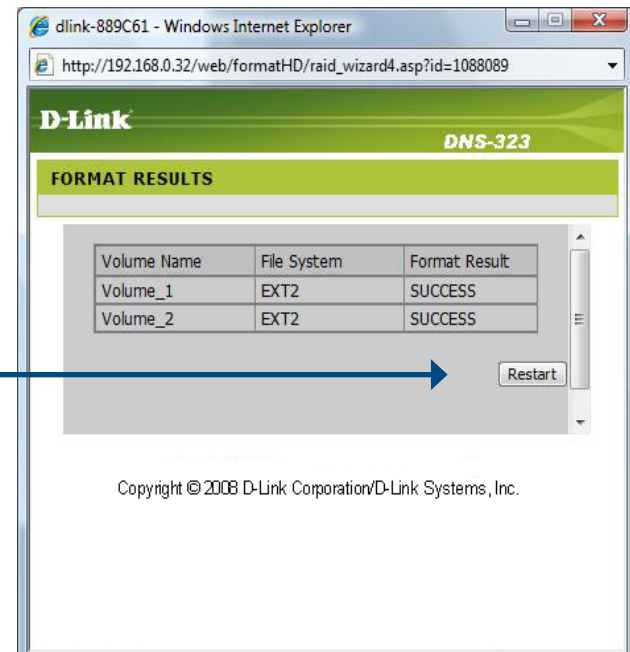 dlink-889C61 - Windows Internet Explorer
http://192.168.0.32/web/formatHD/raid_wizard4.asp?id=1088089
D-Link
DNS-323
FORMAT RESULTS
Volume Name File System Format Result
Volume_1 EXT2 SUCCESS
Volume_2 EXT2 SUCCESS
Restart
Copyright © 2008 D-Link Corporation/D-Link Systems, Inc.